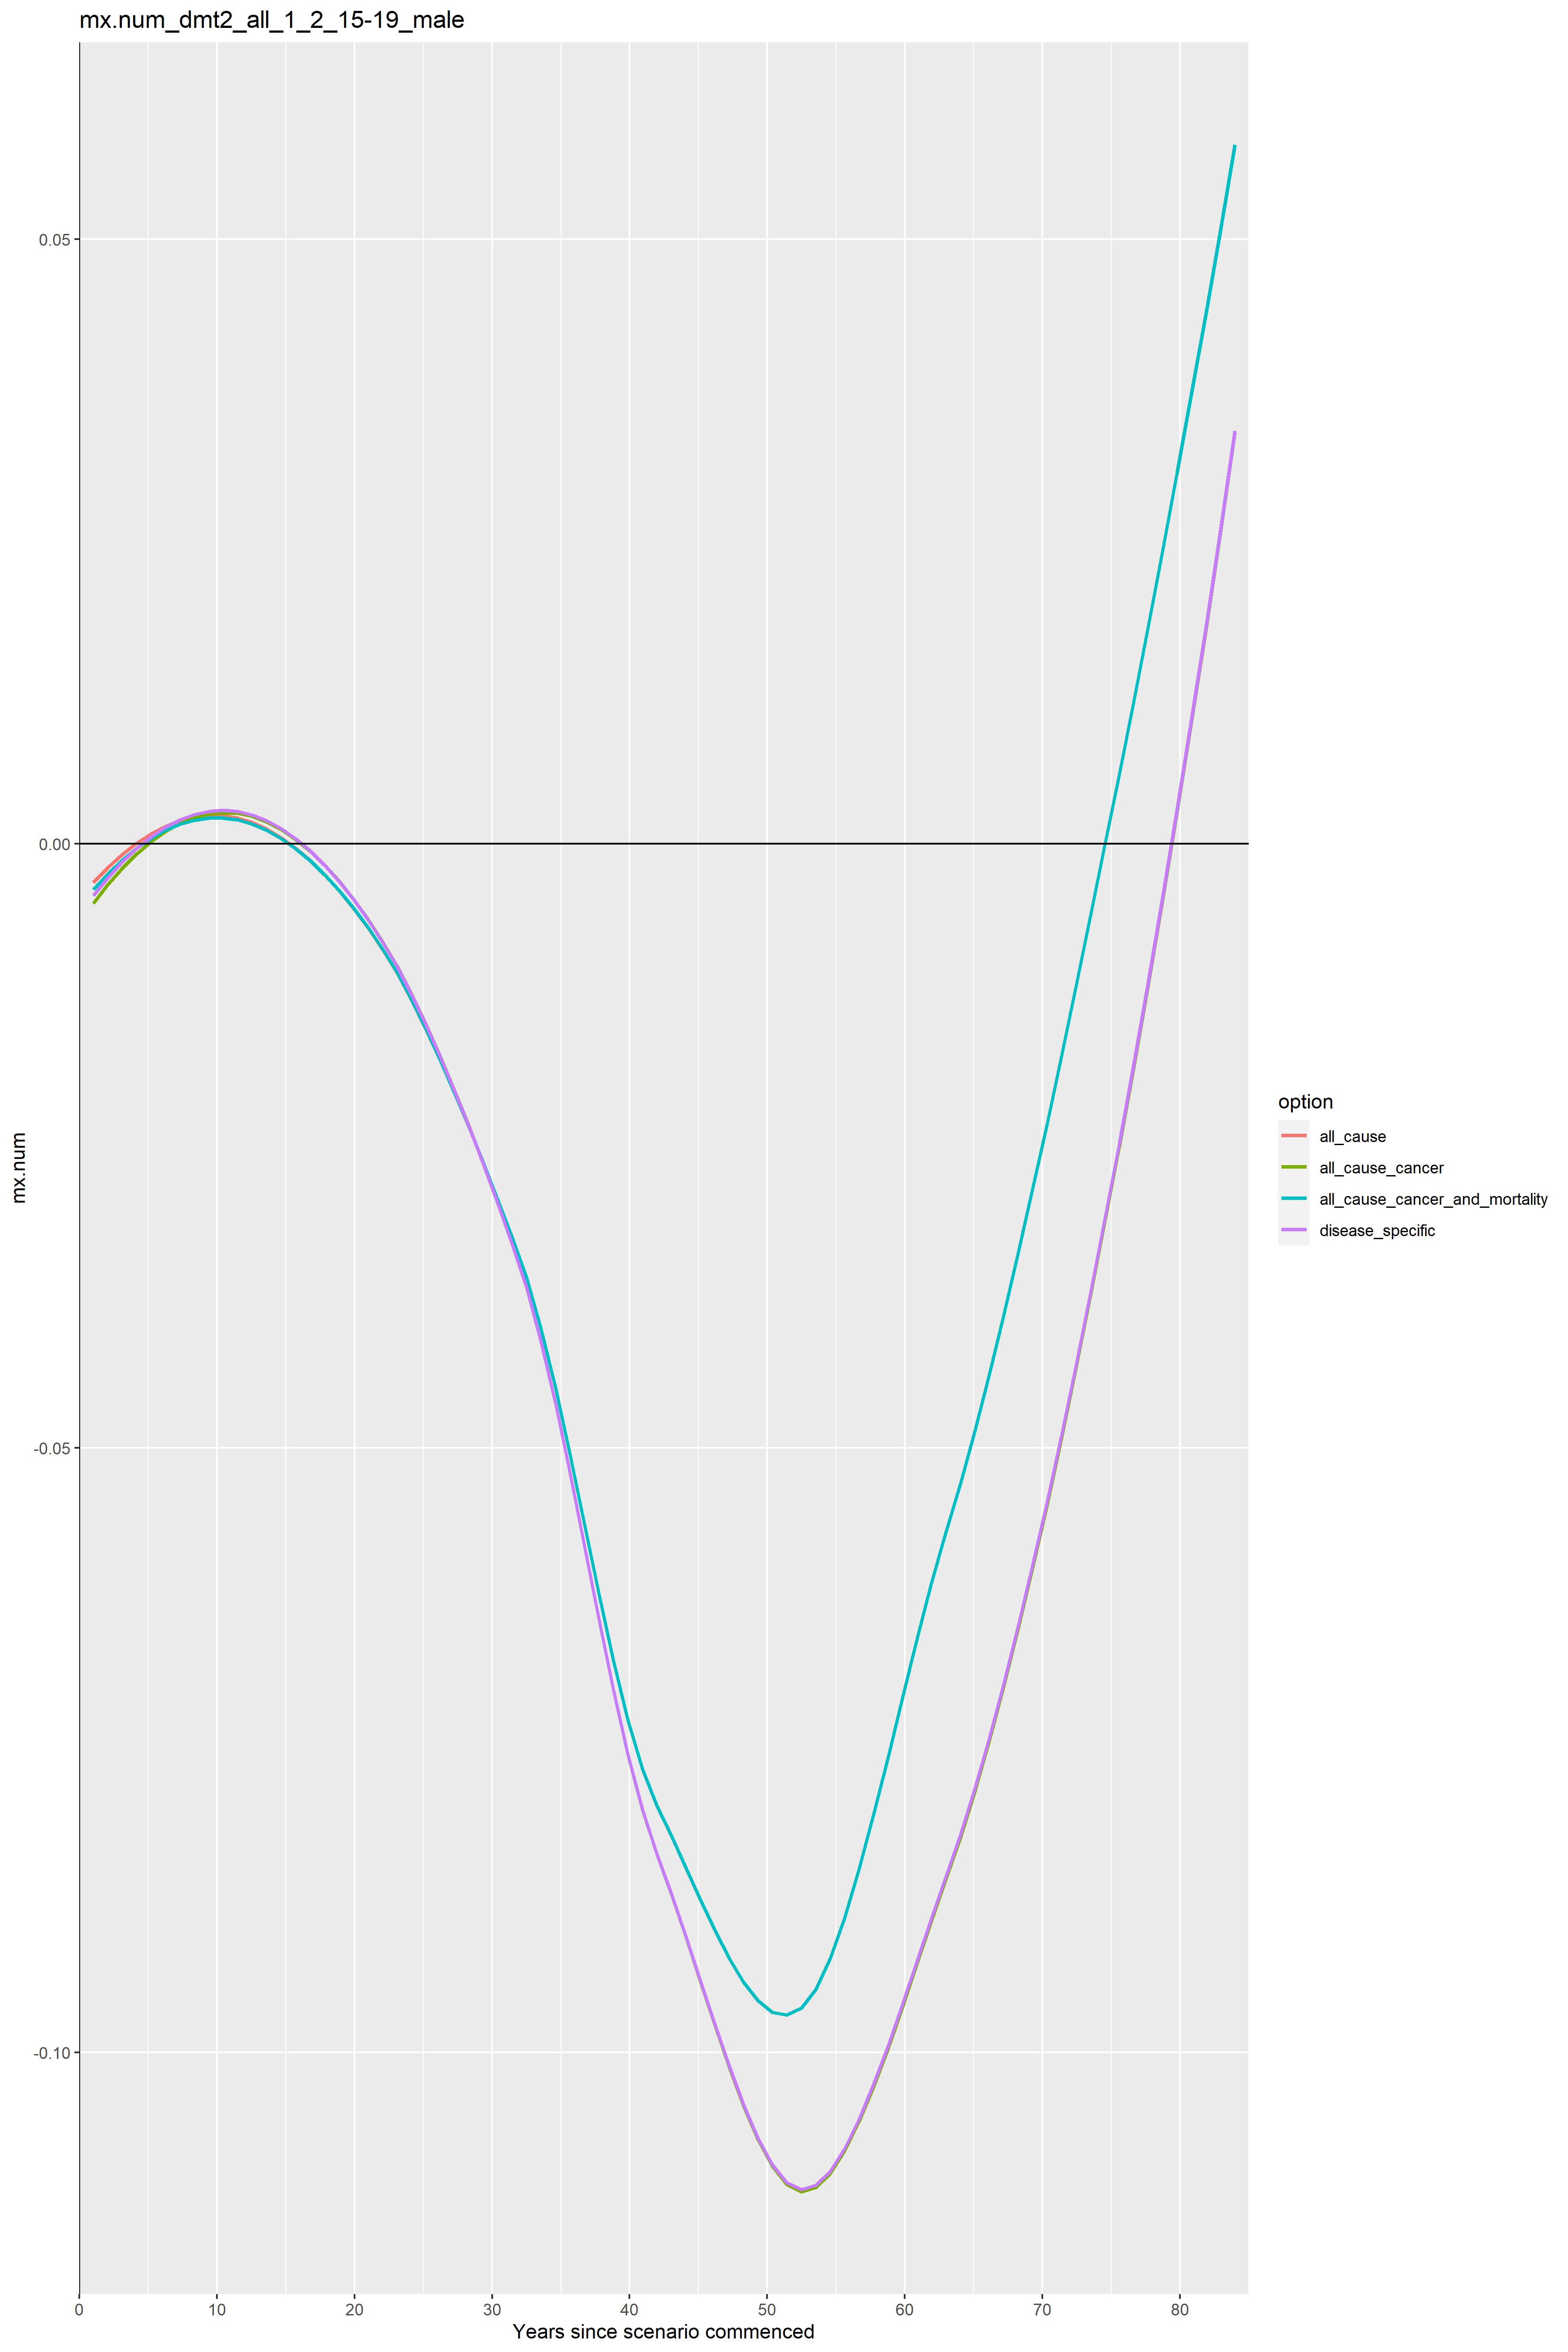 mx.num_dmt2_all_1_2_15-19_male
0.05
0.00
-0.05
-0.10
mx.num
0 10 20 30 40 50 60 70 80
Years since scenario commenced
option
all_cause
all_cause_cancer
all_cause_cancer_and_mortality
disease_specific